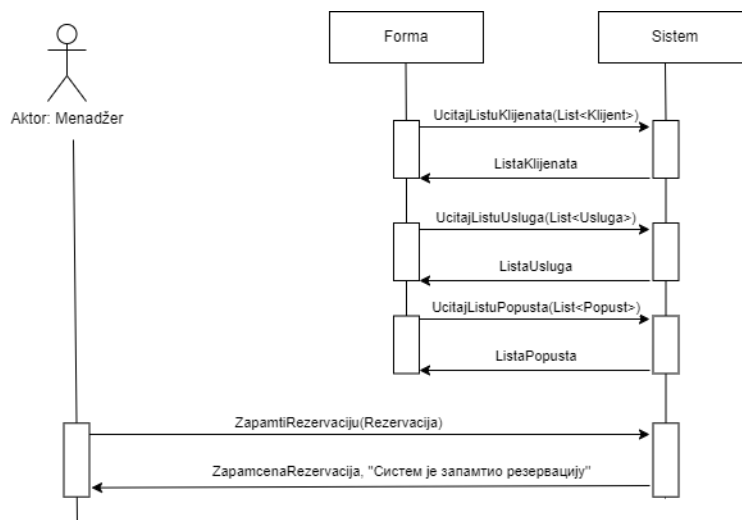 Forma
Sistem
Aktor: Menadžer
UcitajListuKlijenata(List<Klijent>)
ListaKlijenata
UcitajListuUsluga(List<Usluga>)
ListaUsluga
UcitajListuPopusta(List<Popust>)
ListaPopusta
ZapamtiRezervaciju(Rezervacija)
ZapamcenaRezervacija, "Систем је запамтио резервацију"